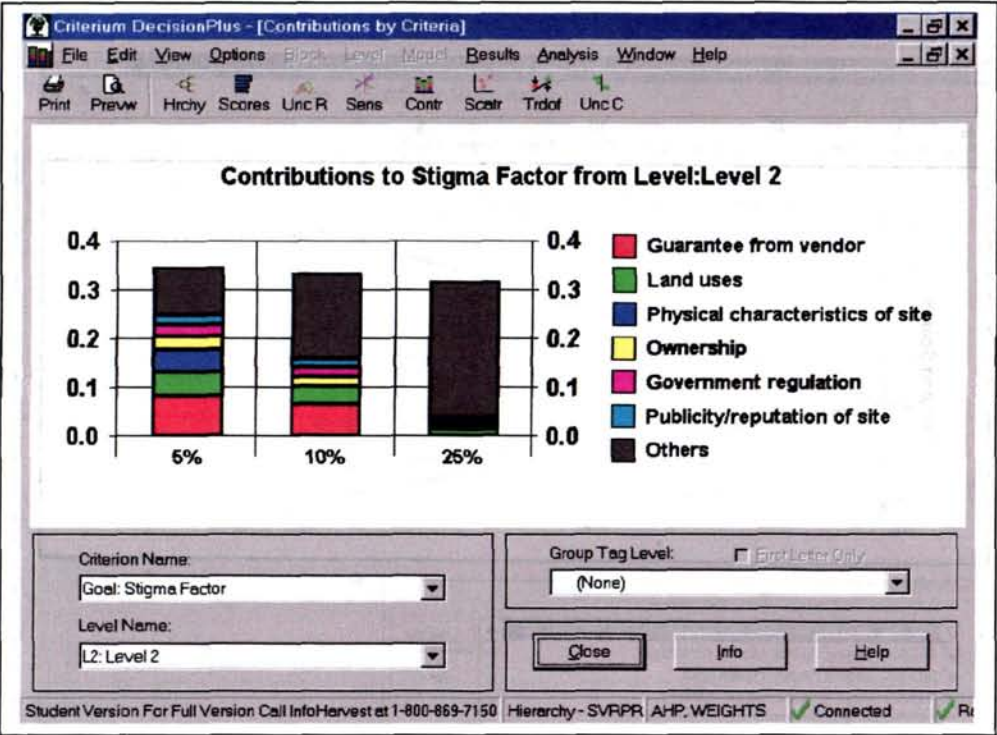 Criterium DecisionPlus - [Contributions by Criteria]
File Edit View Options Block Level Model Results Analysis Window Help
Print Prevw Hrchy Scores Unc R Sens Contr Scatr Trdof Unc C
Contributions to Stigma Factor from Level:Level 2
0.4 0.4
0.3 0.3
0.2 0.2
0.1 0.1
0.0 0.0
5% 10% 25%
Guarantee from vendor
Land uses
Physical characteristics of site
Ownership
Government regulation
Publicity/reputation of site
Others
Criterion Name:
Goal: Stigma Factor
Level Name:
L2: Level 2
Group Tag Level: First Letter Only
(None)
Close Info Help
Student Version For Full Version Call InfoHarvest at 1-800-869-7150 Hierarchy - SVRPR AHP, WEIGHTS Connected